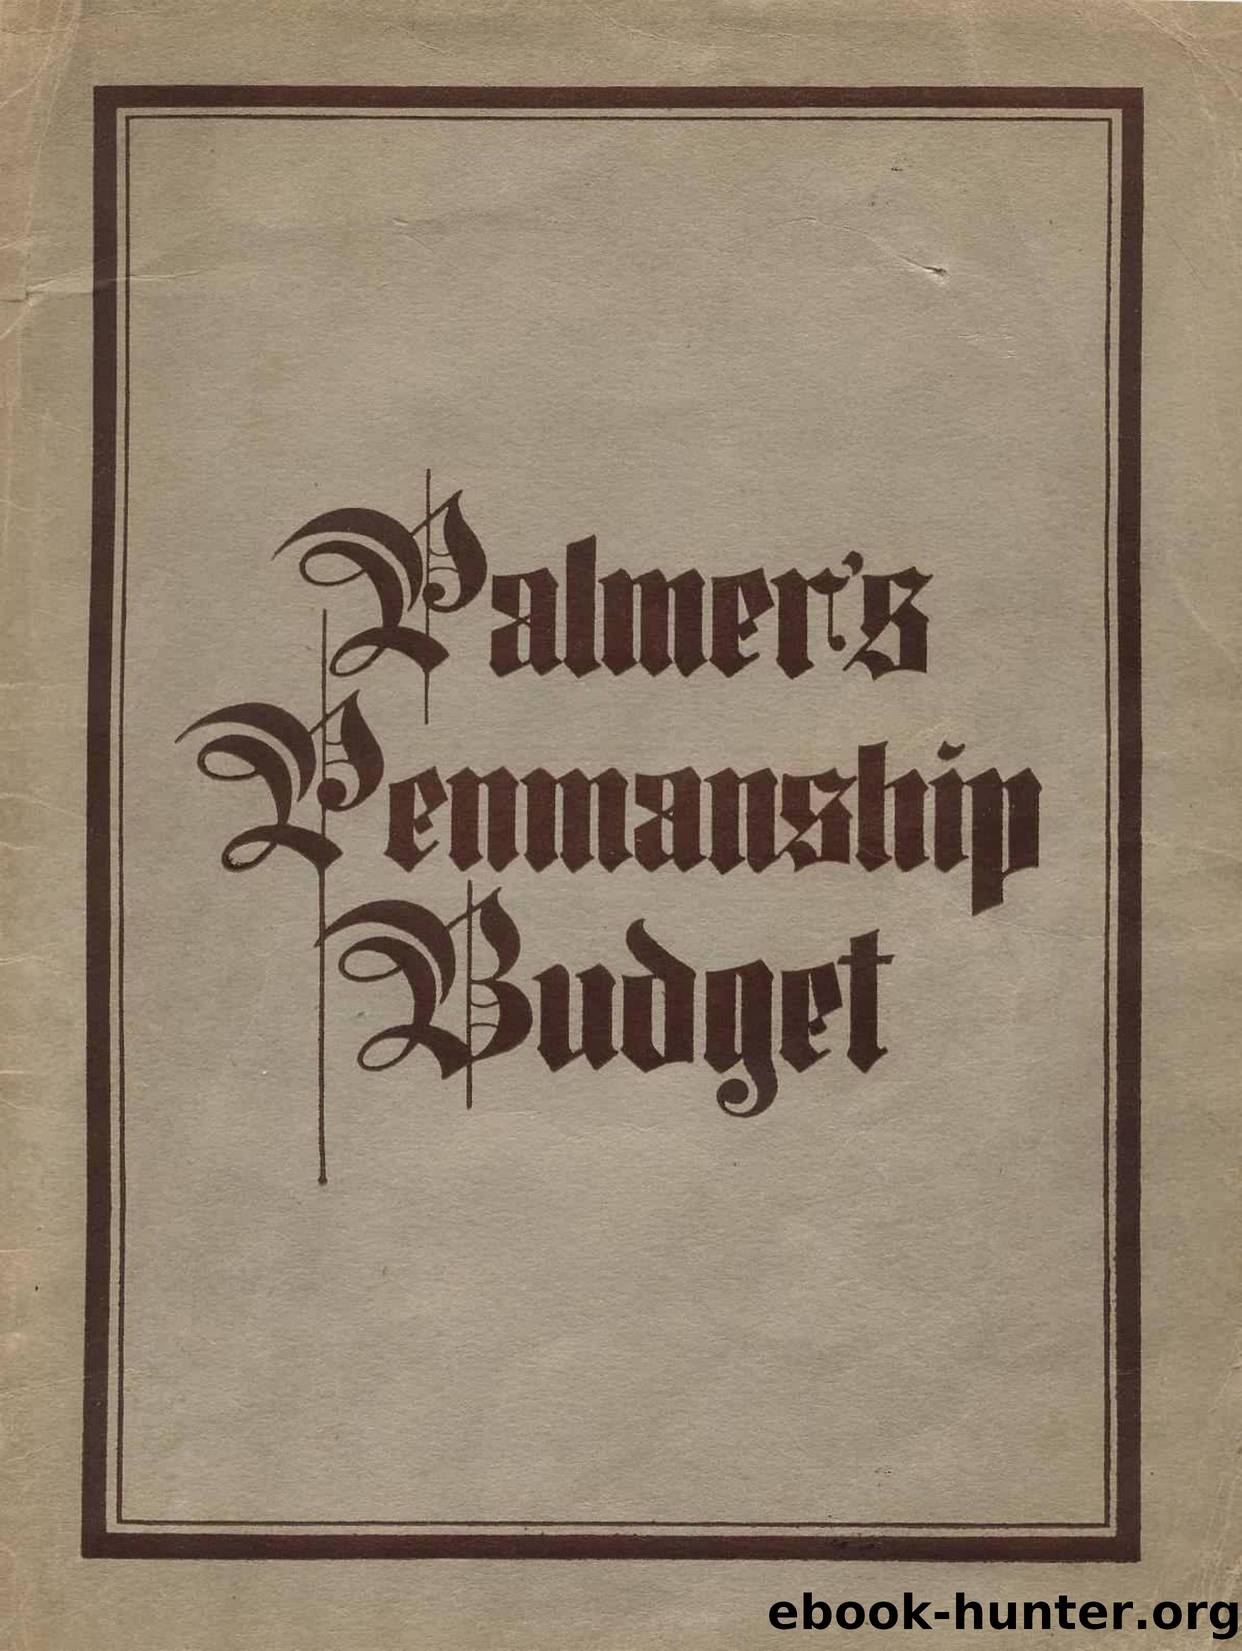 Palmer's
Penmanship
Budget
ebook-hunter.org